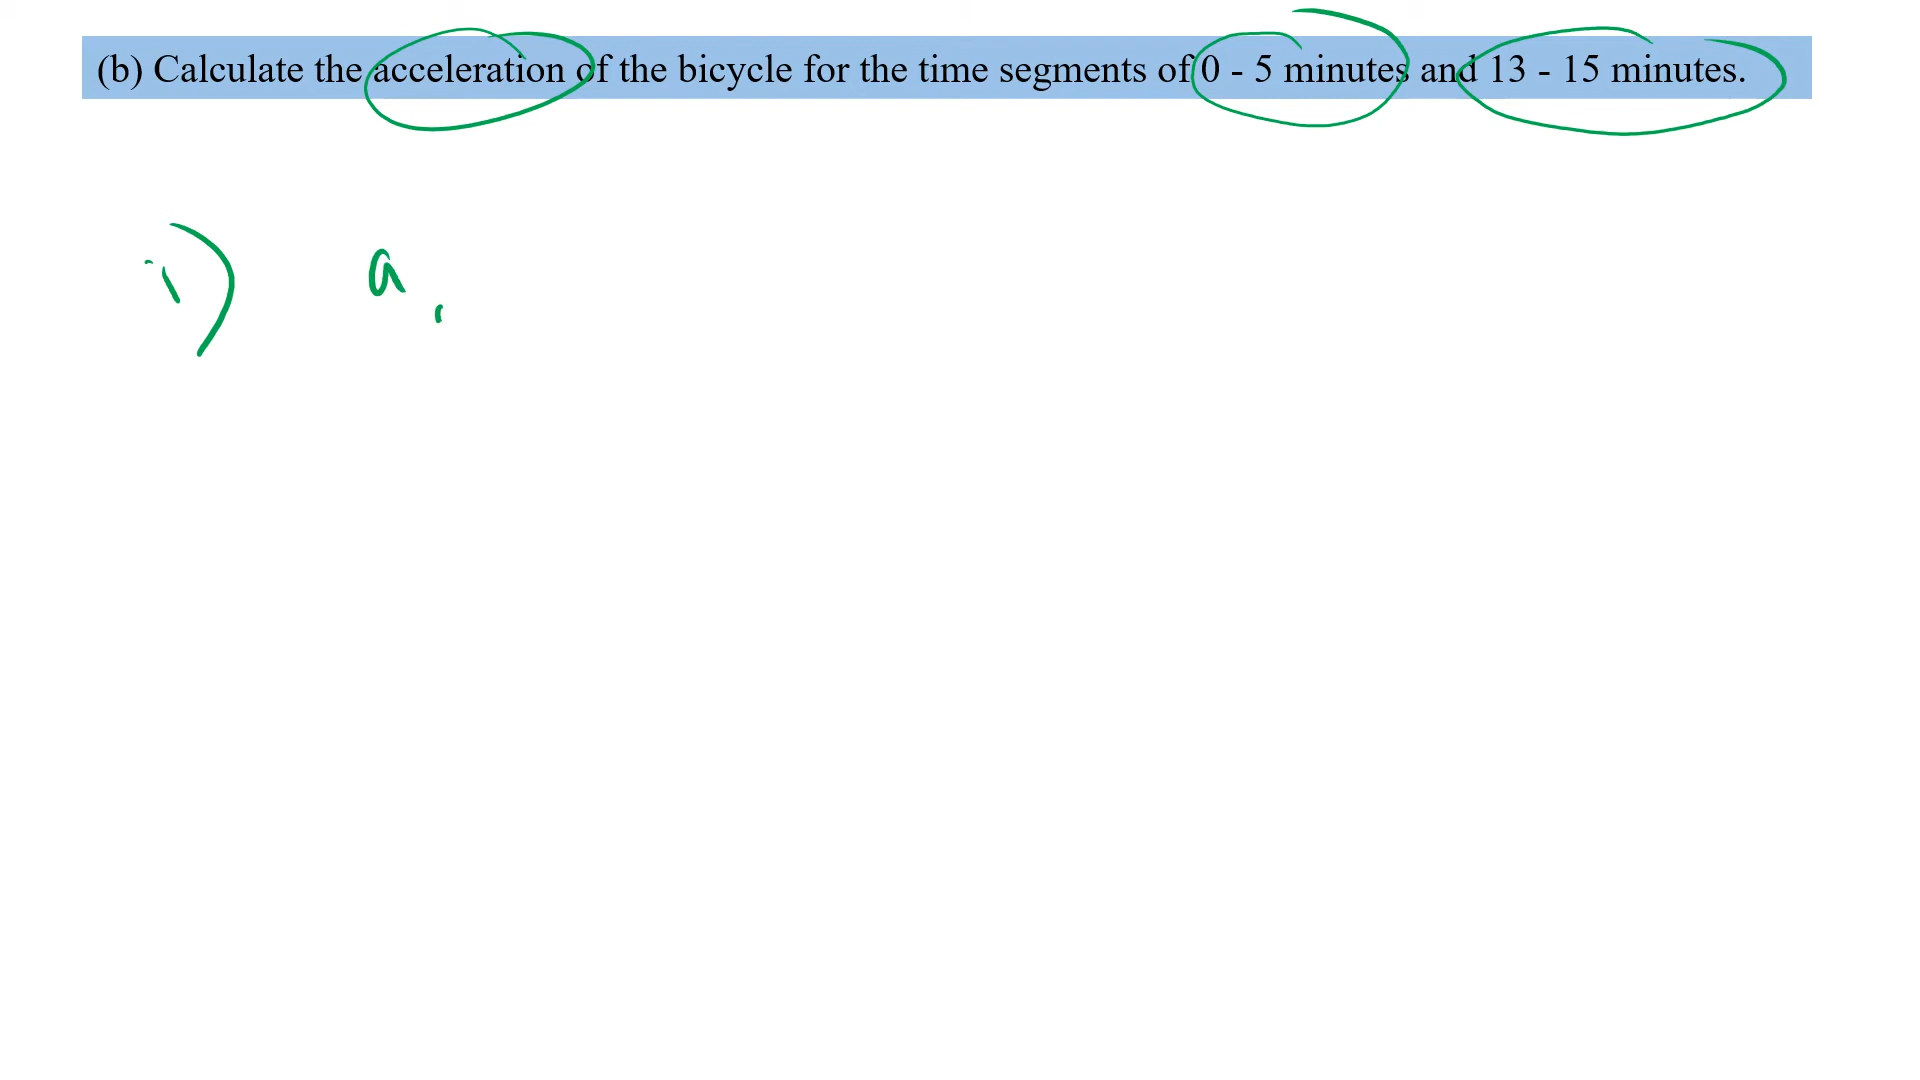 (b) Calculate the acceleration of the bicycle for the time segments of 0 - 5 minutes and 13 - 15 minutes.
i) a,